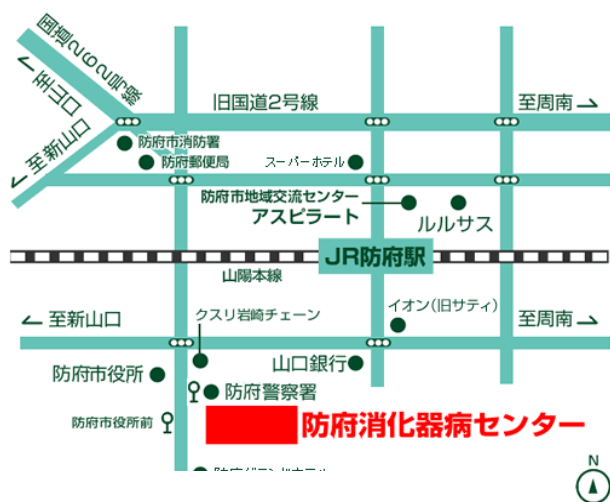 国道262号線
至山口
至新山口
旧国道2号線
至周南
防府市消防署
防府郵便局
スーパーホテル
防府市地域交流センター
アスピラート
ルルサス
JR防府駅
山陽本線
至新山口
クスリ岩崎チェーン
イオン(旧サティ)
至周南
防府市役所
山口銀行
防府警察署
防府市役所前
防府消化器病センター
N